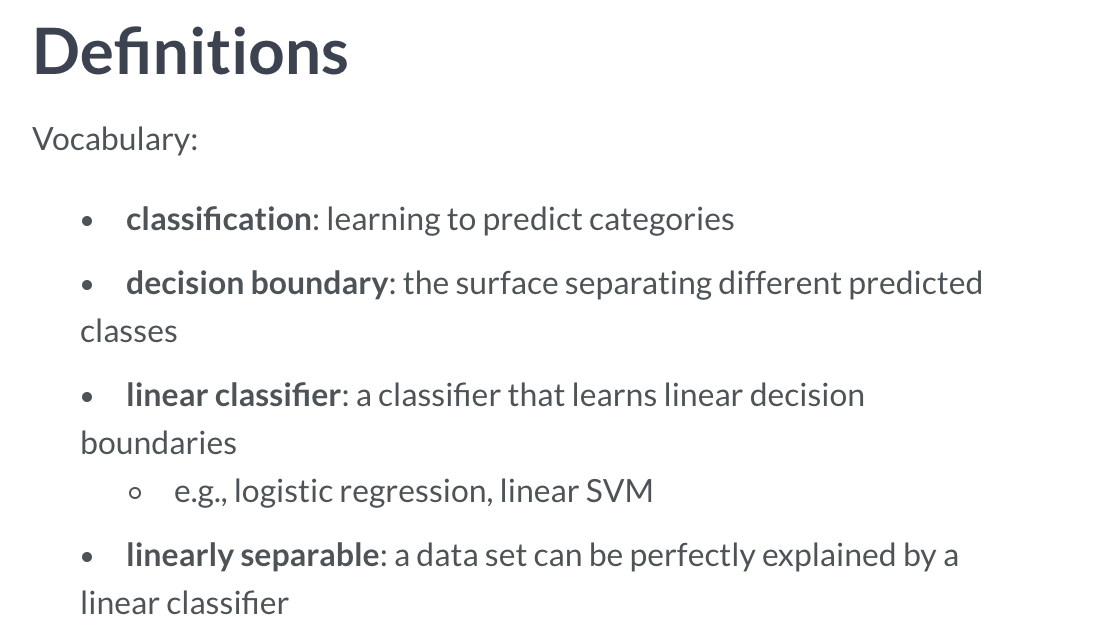 Definitions
Vocabulary:
• classification: learning to predict categories
• decision boundary: the surface separating different predicted
classes
• linear classifier: a classifier that learns linear decision
boundaries
○ e.g., logistic regression, linear SVM
• linearly separable: a data set can be perfectly explained by a
linear classifier